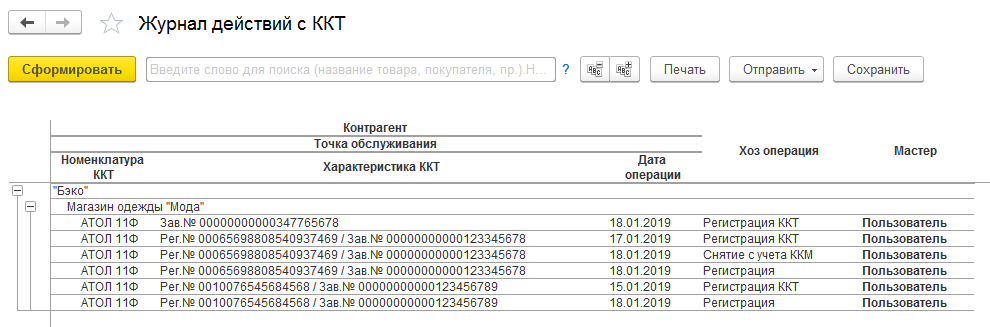 Журнал действий с ККТ
Сформировать Введите слово для поиска (название товара, покупателя, пр.).Н... ? Печать Отправить Сохранить
Контрагент
Точка обслуживания
Номенклатура ККТ Характеристика ККТ Дата операции Хоз операция Мастер
"Бэко"
Магазин одежды "Мода"
АТОЛ 11Ф Зав.№ 00000000000347765678 18.01.2019 Регистрация ККТ Пользователь
АТОЛ 11Ф Рег.№ 00065698808540937469 / Зав.№ 00000000000123345678 17.01.2019 Регистрация ККТ Пользователь
АТОЛ 11Ф Рег.№ 00065698808540937469 / Зав.№ 00000000000123345678 18.01.2019 Снятие с учета ККМ Пользователь
АТОЛ 11Ф Рег.№ 00065698808540937469 / Зав.№ 00000000000123345678 18.01.2019 Регистрация Пользователь
АТОЛ 11Ф Рег.№ 0010076545684568 / Зав.№ 00000000000123456789 15.01.2019 Регистрация ККТ Пользователь
АТОЛ 11Ф Рег.№ 0010076545684568 / Зав.№ 00000000000123456789 18.01.2019 Регистрация Пользователь